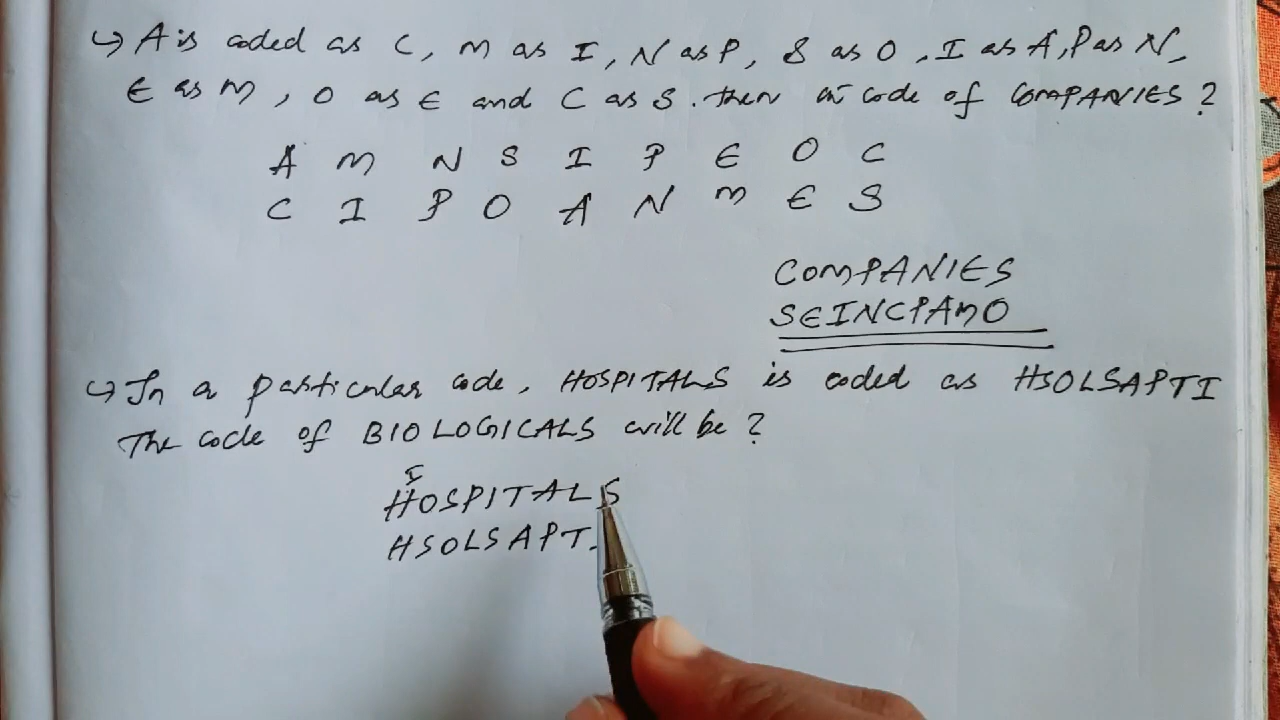 ↪ A is coded as C, M as I, N as P, S as O, I as A, P as N,
E as M, O as E and C as S. then code of COMPANIES?
A M N S I P E O C
C I P O A N M E S
COMPANIES
SEINCPAMO
↪ In a particular code, HOSPITALS is coded as HSOLSAPTI
The code of BIOLOGICALS will be?
I
HOSPITALS
HSOLSAPT